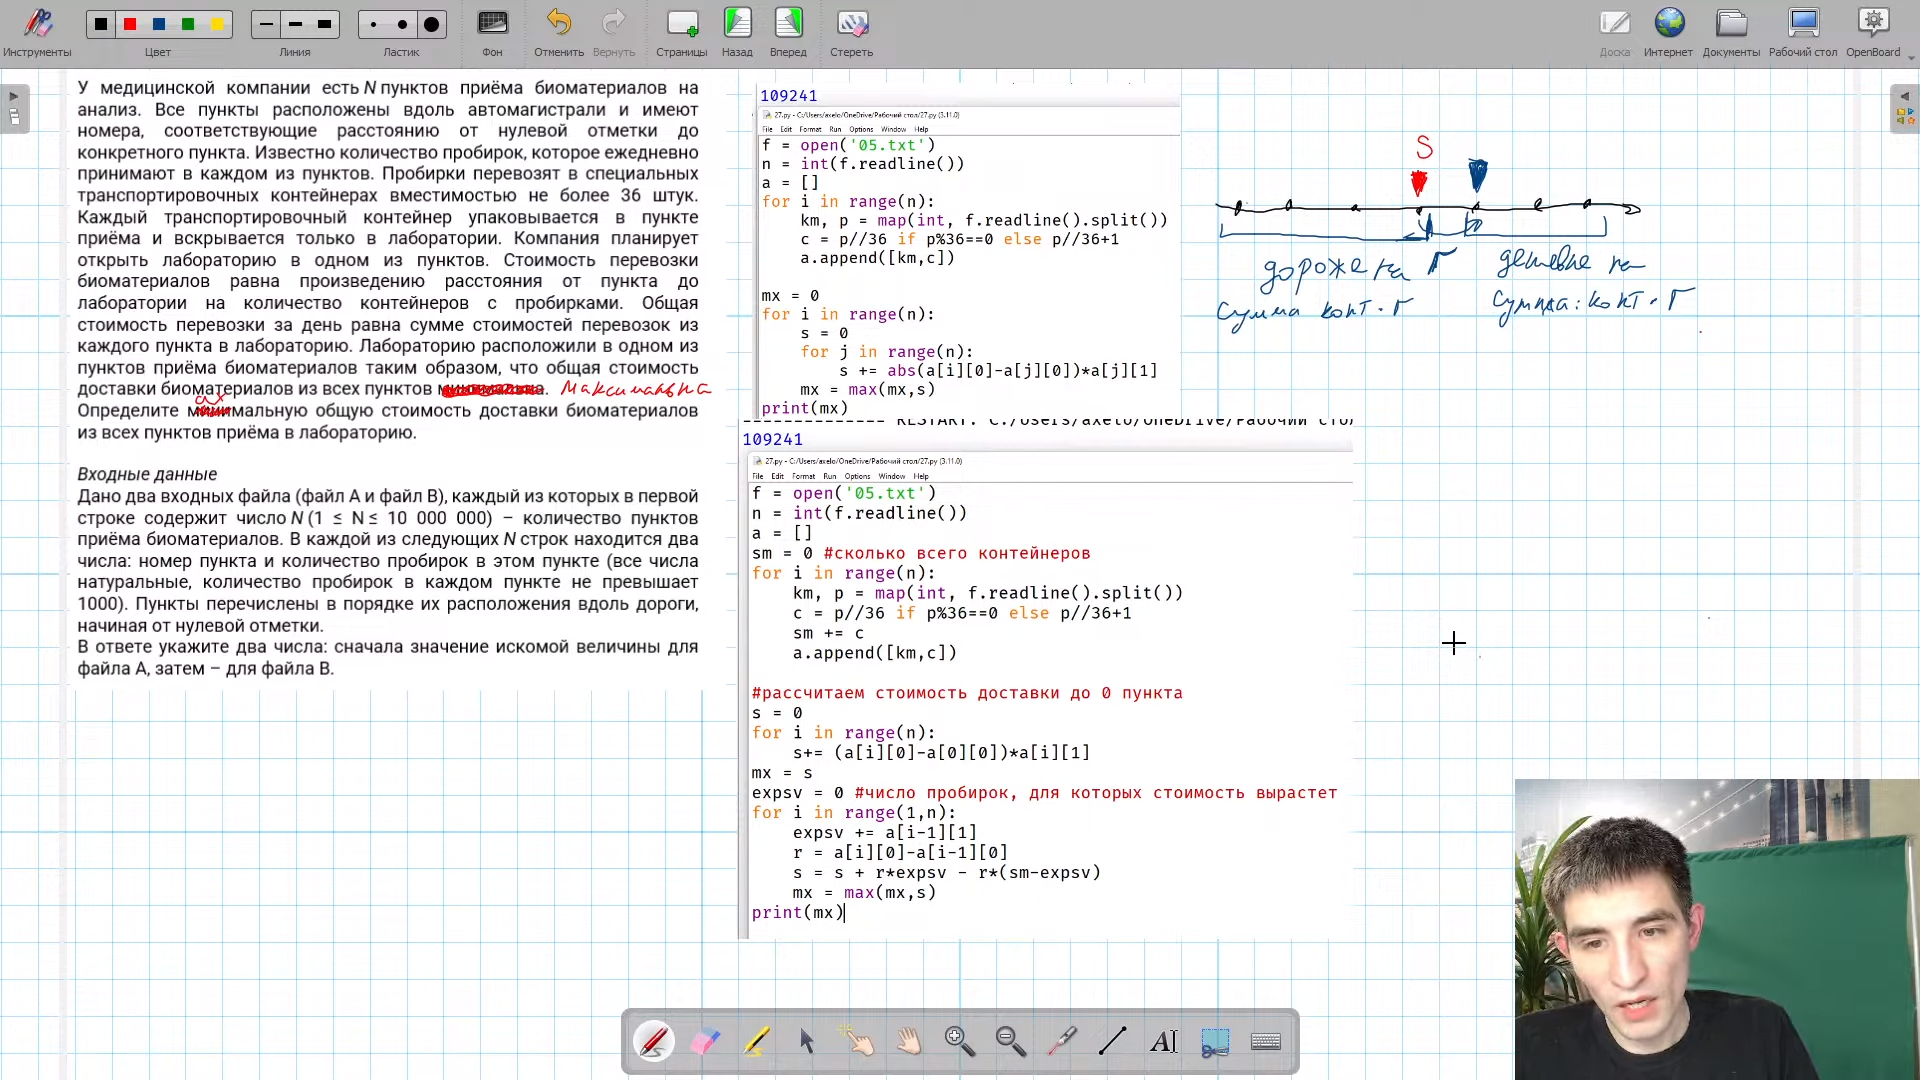 Инструменты
Цвет
Линия
Ластик
Фон
Отменить
Вернуть
Страницы
Назад
Вперед
Стереть
Доска
Интернет
Документы
Рабочий стол
OpenBoard
У медицинской компании есть N пунктов приёма биоматериалов на
анализ. Все пункты расположены вдоль автомагистрали и имеют
номера, соответствующие расстоянию от нулевой отметки до
конкретного пункта. Известно количество пробирок, которое ежедневно
принимают в каждом из пунктов. Пробирки перевозят в специальных
транспортировочных контейнерах вместимостью не более 36 штук.
Каждый транспортировочный контейнер упаковывается в пункте
приёма и вскрывается только в лаборатории. Компания планирует
открыть лабораторию в одном из пунктов. Стоимость перевозки
биоматериалов равна произведению расстояния от пункта до
лаборатории на количество контейнеров с пробирками. Общая
стоимость перевозки за день равна сумме стоимостей перевозок из
каждого пункта в лабораторию. Лабораторию расположили в одном из
пунктов приёма биоматериалов таким образом, что общая стоимость
доставки биоматериалов из всех пунктов . Максимальна
ах
Определите мальную общую стоимость доставки биоматериалов
из всех пунктов приёма в лабораторию.
Входные данные
Дано два входных файла (файл A и файл B), каждый из которых в первой
строке содержит число N (1 ≤ N ≤ 10 000 000) – количество пунктов
приёма биоматериалов. В каждой из следующих N строк находится два
числа: номер пункта и количество пробирок в этом пункте (все числа
натуральные, количество пробирок в каждом пункте не превышает
1000). Пункты перечислены в порядке их расположения вдоль дороги,
начиная от нулевой отметки.
В ответе укажите два числа: сначала значение искомой величины для
файла A, затем – для файла B.
109241
27.py - C:/Users/axelo/OneDrive/Рабочий стол/27.py (3.11.0)
File Edit Format Run Options Window Help
f = open('05.txt')
n = int(f.readline())
a = []
for i in range(n):
km, p = map(int, f.readline().split())
c = p//36 if p%36==0 else p//36+1
a.append([km,c])
mx = 0
for i in range(n):
s = 0
for j in range(n):
s += abs(a[i][0]-a[j][0])*a[j][1]
mx = max(mx,s)
print(mx)
RESTART: C:/Users/axelo/OneDrive/Рабочий сто
109241
27.py - C:/Users/axelo/OneDrive/Рабочий стол/27.py (3.11.0)
File Edit Format Run Options Window Help
f = open('05.txt')
n = int(f.readline())
a = []
sm = 0 #сколько всего контейнеров
for i in range(n):
km, p = map(int, f.readline().split())
c = p//36 if p%36==0 else p//36+1
sm += c
a.append([km,c])
#рассчитаем стоимость доставки до 0 пункта
s = 0
for i in range(n):
s+= (a[i][0]-a[0][0])*a[i][1]
mx = s
expsv = 0 #число пробирок, для которых стоимость вырастет
for i in range(1,n):
expsv += a[i-1][1]
r = a[i][0]-a[i-1][0]
s = s + r*expsv - r*(sm-expsv)
mx = max(mx,s)
print(mx)
S
дороже на r
сумма конт · r
дешевле на
сумма: конт · r